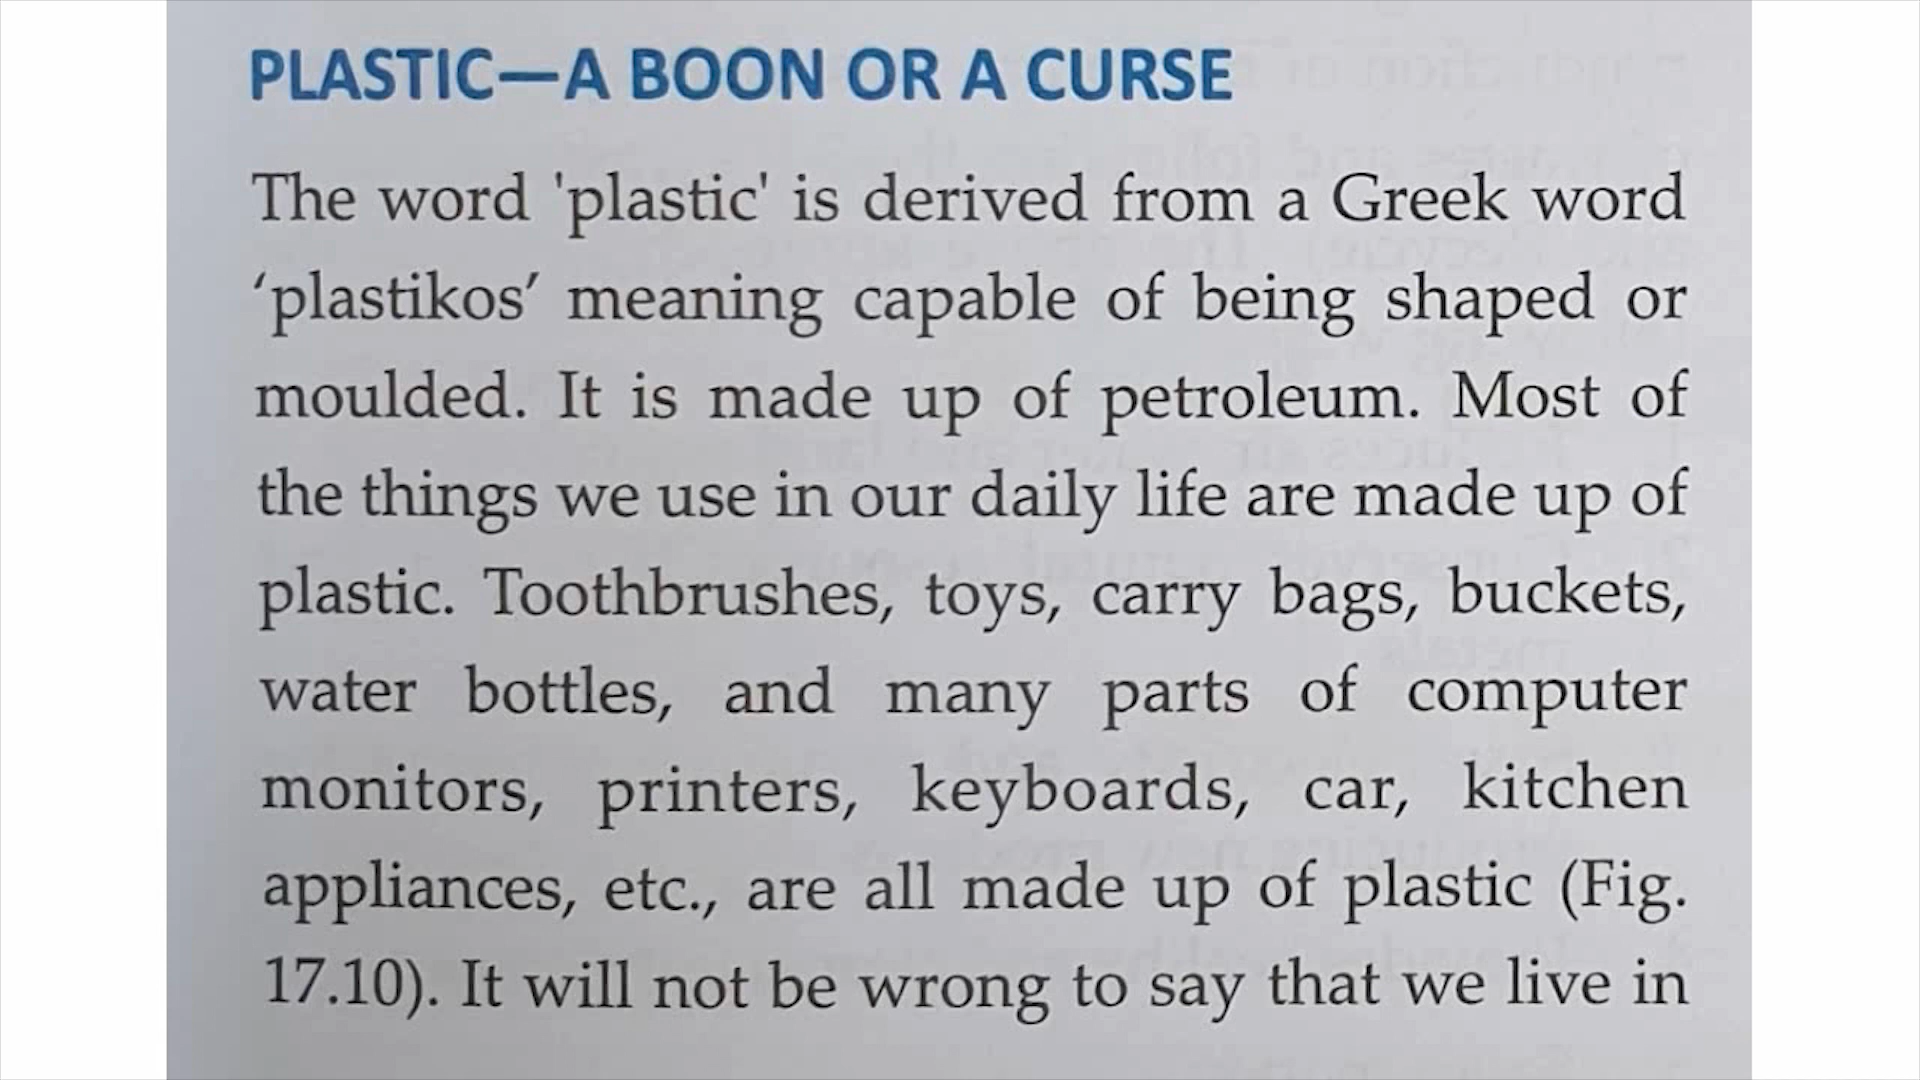 PLASTIC—A BOON OR A CURSE
The word 'plastic' is derived from a Greek word
‘plastikos’ meaning capable of being shaped or
moulded. It is made up of petroleum. Most of
the things we use in our daily life are made up of
plastic. Toothbrushes, toys, carry bags, buckets,
water bottles, and many parts of computer
monitors, printers, keyboards, car, kitchen
appliances, etc., are all made up of plastic (Fig.
17.10). It will not be wrong to say that we live in